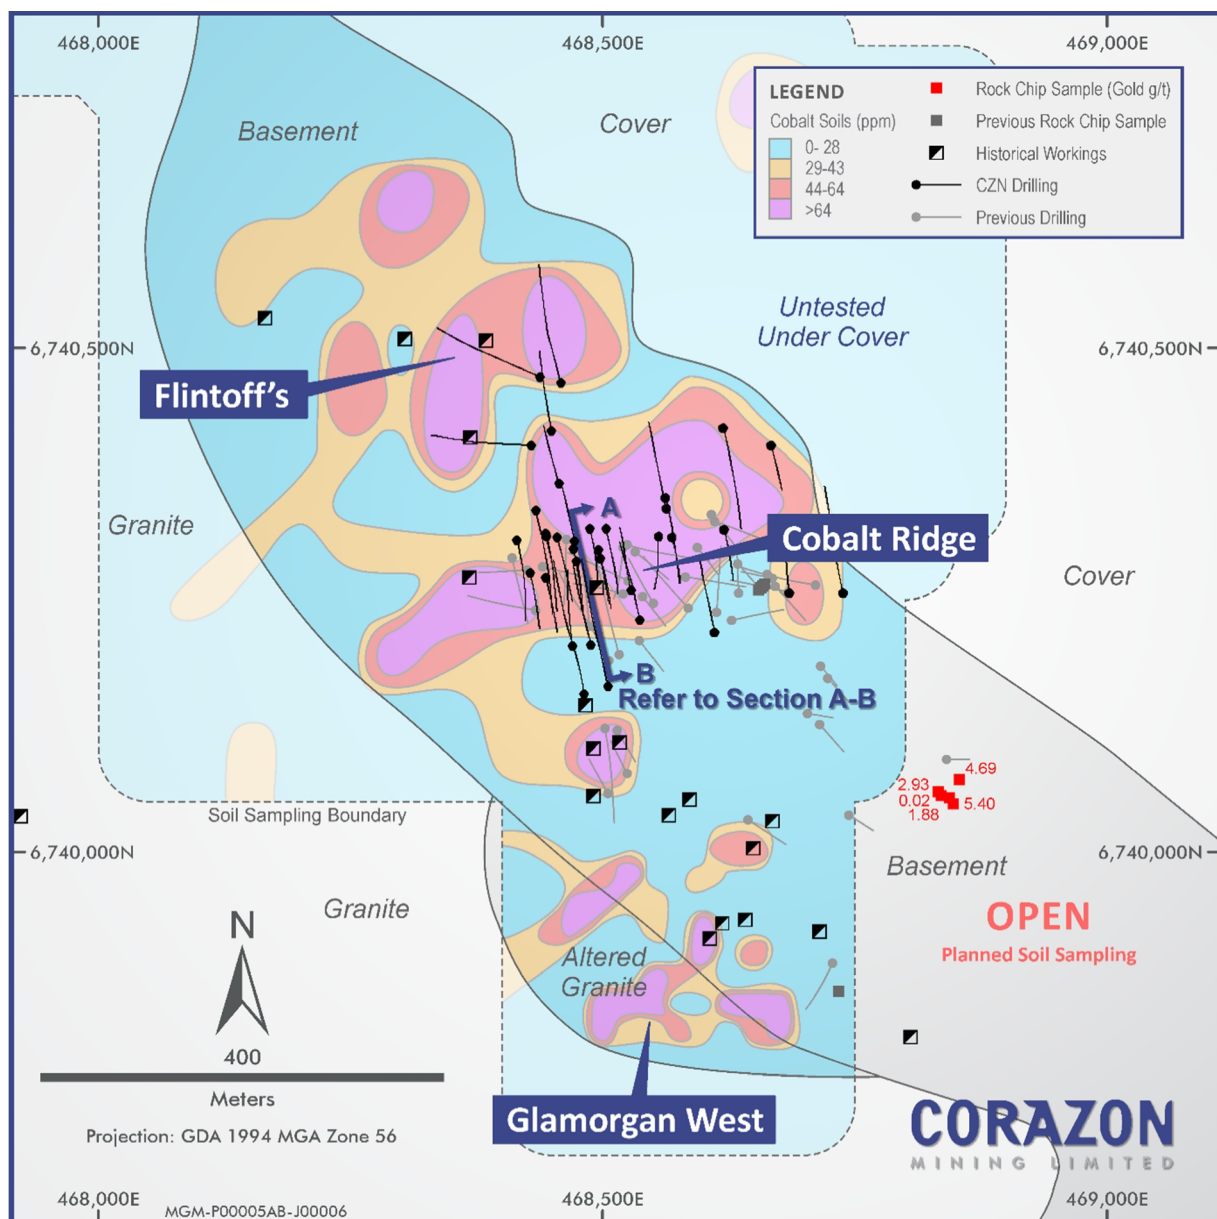 468,000E
468,500E
469,000E
LEGEND
Cobalt Soils (ppm)
0- 28
29-43
44-64
>64
Rock Chip Sample (Gold g/t)
Previous Rock Chip Sample
Historical Workings
CZN Drilling
Previous Drilling
Basement
Cover
Untested
Under Cover
6,740,500N
6,740,500N
Flintoff's
Granite
A
Cobalt Ridge
Cover
B
Refer to Section A-B
4.69
2.93
0.02
5.40
1.88
Soil Sampling Boundary
6,740,000N
6,740,000N
Basement
Granite
OPEN
Planned Soil Sampling
N
Altered
Granite
400
Meters
Projection: GDA 1994 MGA Zone 56
Glamorgan West
CORAZON
MINING LIMITED
468,000E
468,500E
469,000E
MGM-P00005AB-J00006